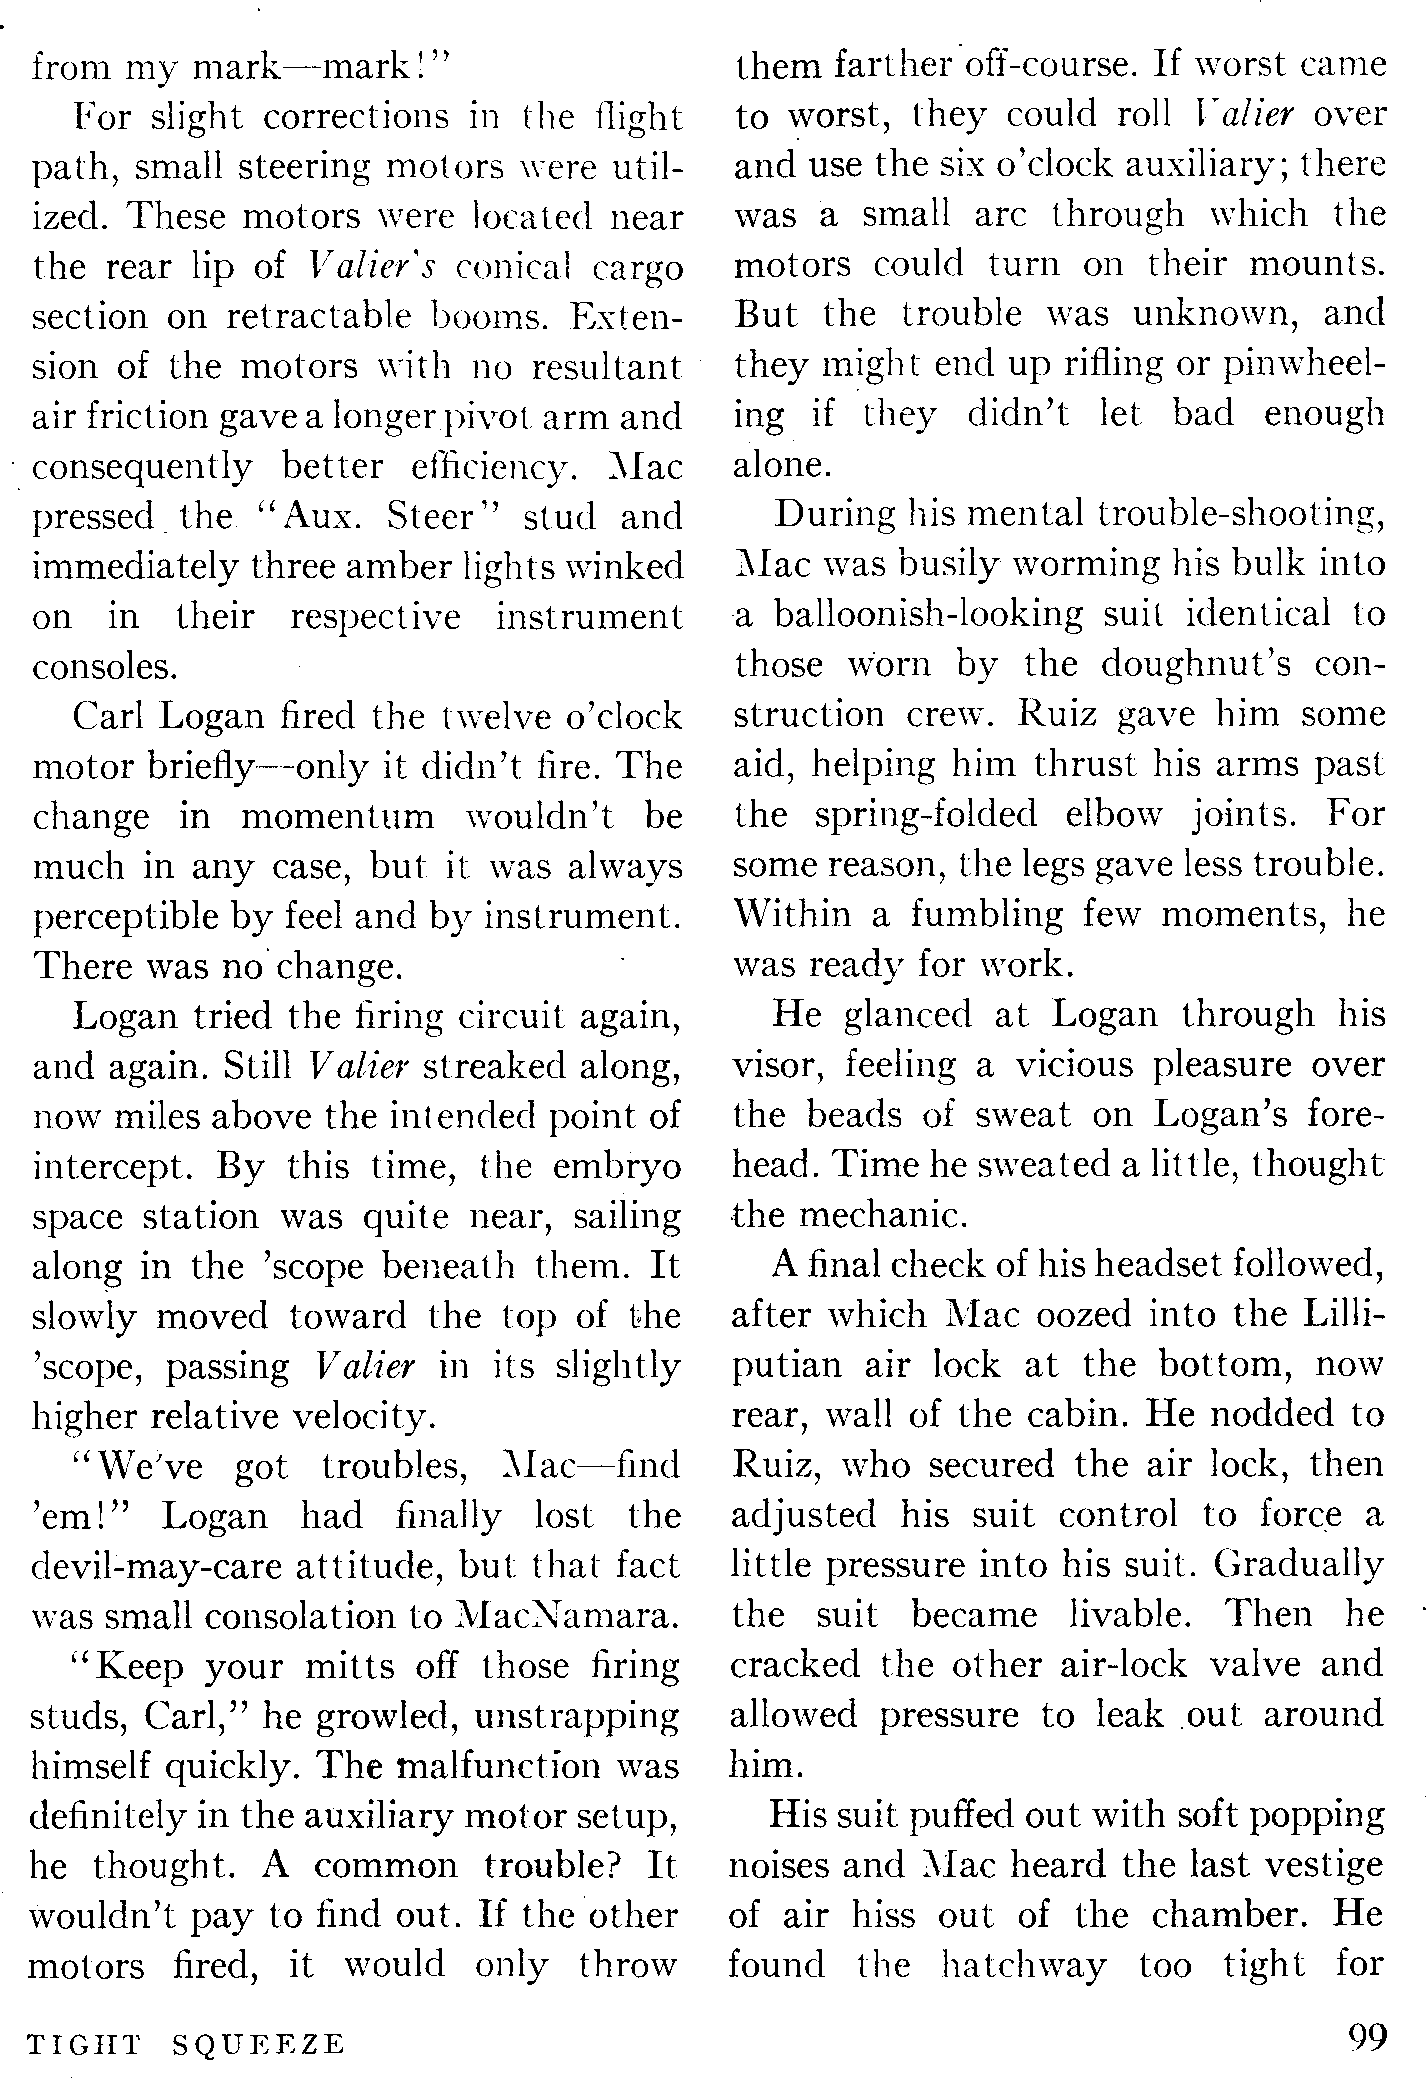 from my mark—mark!”
For slight corrections in the flight
path, small steering motors were util-
ized. These motors were located near
the rear lip of Valier's conical cargo
section on retractable booms. Exten-
sion of the motors with no resultant
air friction gave a longer pivot arm and
consequently better efficiency. Mac
pressed the “Aux. Steer” stud and
immediately three amber lights winked
on in their respective instrument
consoles.
Carl Logan fired the twelve o’clock
motor briefly—only it didn’t fire. The
change in momentum wouldn’t be
much in any case, but it was always
perceptible by feel and by instrument.
There was no change.
Logan tried the firing circuit again,
and again. Still Valier streaked along,
now miles above the intended point of
intercept. By this time, the embryo
space station was quite near, sailing
along in the ’scope beneath them. It
slowly moved toward the top of the
’scope, passing Valier in its slightly
higher relative velocity.
“We’ve got troubles, Mac—find
’em!” Logan had finally lost the
devil-may-care attitude, but that fact
was small consolation to MacNamara.
“Keep your mitts off those firing
studs, Carl,” he growled, unstrapping
himself quickly. The malfunction was
definitely in the auxiliary motor setup,
he thought. A common trouble? It
wouldn’t pay to find out. If the other
motors fired, it would only throw
them farther off-course. If worst came
to worst, they could roll Valier over
and use the six o’clock auxiliary; there
was a small arc through which the
motors could turn on their mounts.
But the trouble was unknown, and
they might end up rifling or pinwheel-
ing if they didn’t let bad enough
alone.
During his mental trouble-shooting,
Mac was busily worming his bulk into
a balloonish-looking suit identical to
those worn by the doughnut’s con-
struction crew. Ruiz gave him some
aid, helping him thrust his arms past
the spring-folded elbow joints. For
some reason, the legs gave less trouble.
Within a fumbling few moments, he
was ready for work.
He glanced at Logan through his
visor, feeling a vicious pleasure over
the beads of sweat on Logan’s fore-
head. Time he sweated a little, thought
the mechanic.
A final check of his headset followed,
after which Mac oozed into the Lilli-
putian air lock at the bottom, now
rear, wall of the cabin. He nodded to
Ruiz, who secured the air lock, then
adjusted his suit control to force a
little pressure into his suit. Gradually
the suit became livable. Then he
cracked the other air-lock valve and
allowed pressure to leak out around
him.
His suit puffed out with soft popping
noises and Mac heard the last vestige
of air hiss out of the chamber. He
found the hatchway too tight for
TIGHT SQUEEZE
99